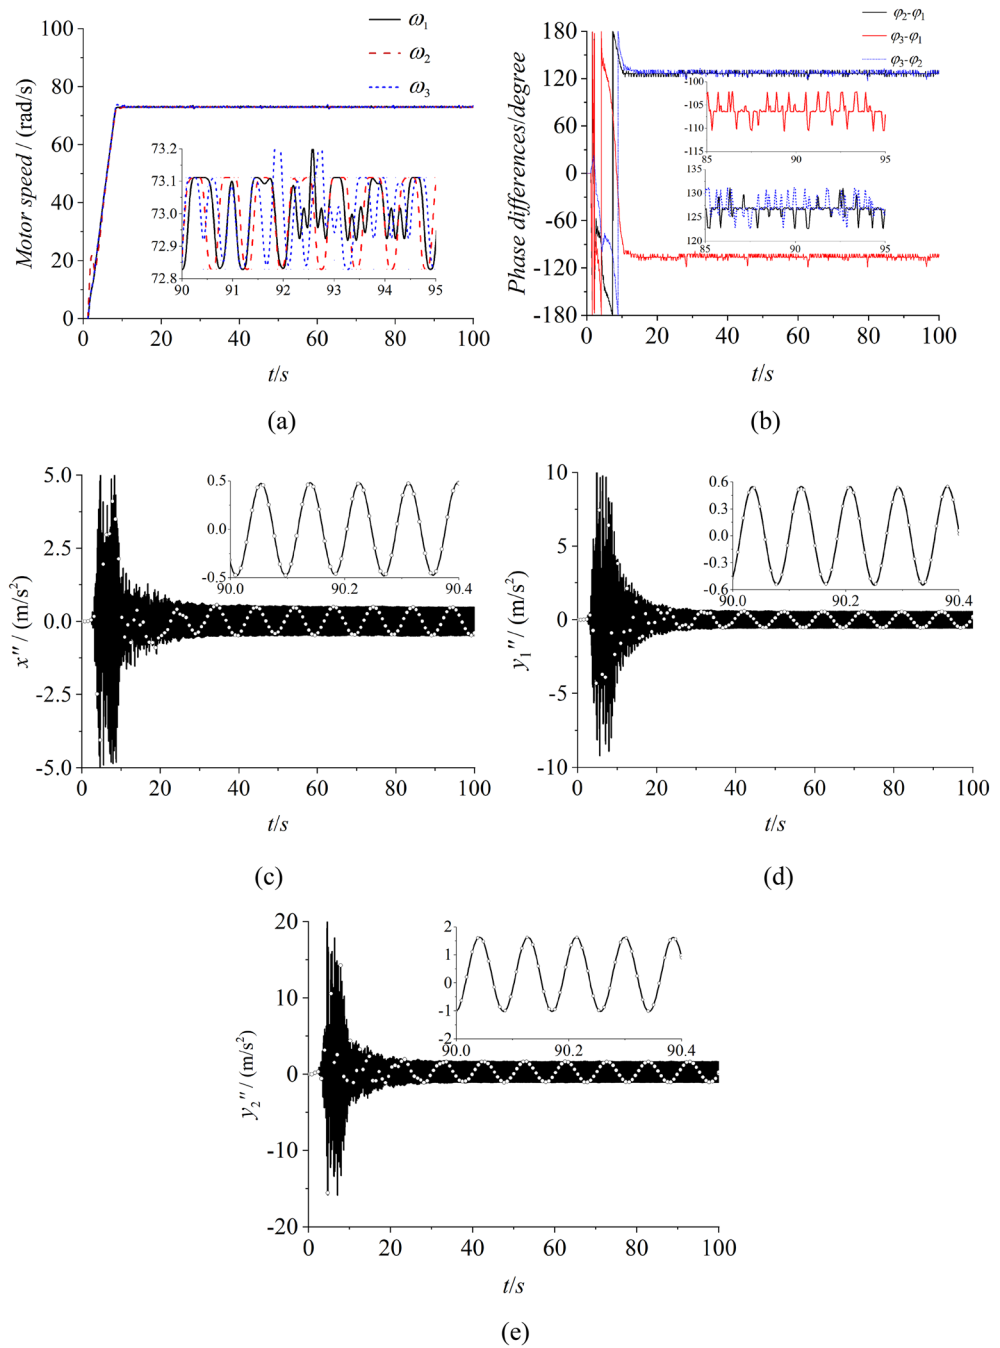 ω₁
ω₂
ω₃
Motor speed / (rad/s)
100
80
60
40
20
0
73.2
73.1
73.0
72.9
72.8
90 91 92 93 94 95
0 20 40 60 80 100
t/s
(a)
φ₂-φ₁
φ₃-φ₁
φ₃-φ₂
Phase differences/degree
180
120
60
0
-60
-120
-180
-100
-105
-110
-115
85 90 95
135
130
125
120
85 90 95
0 20 40 60 80 100
t/s
(b)
x″ / (m/s²)
5.0
2.5
0.0
-2.5
-5.0
0.5
0.0
-0.5
90.0 90.2 90.4
0 20 40 60 80 100
t/s
(c)
y₁″ / (m/s²)
10
5
0
-5
-10
0.6
0.3
0.0
-0.3
-0.6
90.0 90.2 90.4
0 20 40 60 80 100
t/s
(d)
y₂″ / (m/s²)
20
10
0
-10
-20
2
1
0
-1
-2
90.0 90.2 90.4
0 20 40 60 80 100
t/s
(e)